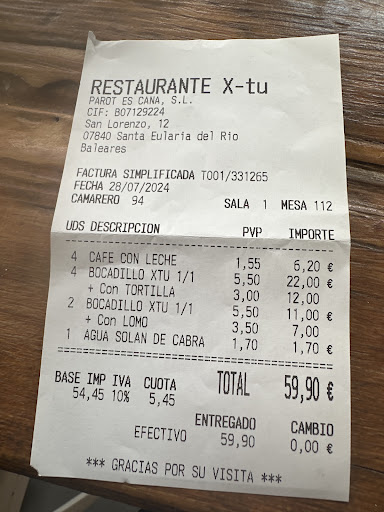 RESTAURANTE X-tu
PAROT ES CANA, S.L.
CIF: B07129224
San Lorenzo, 12
07840 Santa Eularia del Rio
Baleares
FACTURA SIMPLIFICADA T001/331265
FECHA 28/07/2024
CAMARERO 94 SALA 1 MESA 112
UDS DESCRIPCION PVP IMPORTE
4 CAFE CON LECHE 1,55 6,20 €
4 BOCADILLO XTU 1/1 5,50 22,00 €
+ Con TORTILLA 3,00 12,00
2 BOCADILLO XTU 1/1 5,50 11,00 €
+ Con LOMO 3,50 7,00
1 AGUA SOLAN DE CABRA 1,70 1,70 €
BASE IMP IVA CUOTA TOTAL 59,90 €
54,45 10% 5,45
ENTREGADO CAMBIO
EFECTIVO 59,90 0,00 €
*** GRACIAS POR SU VISITA ***